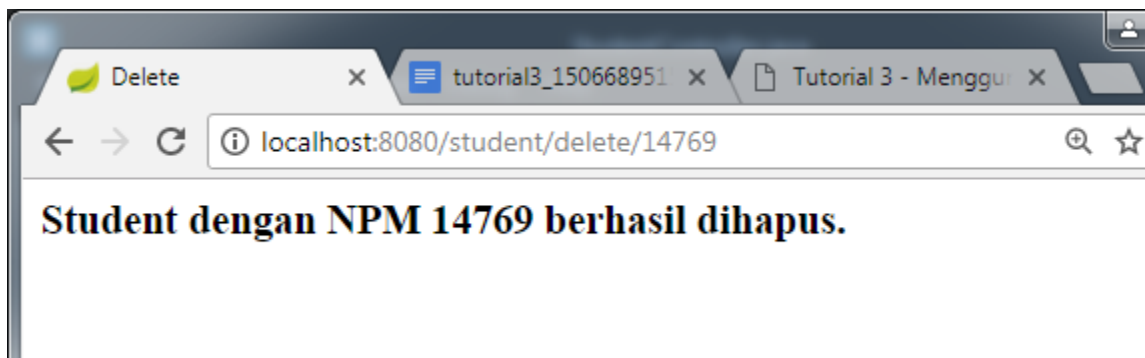 Delete
tutorial3_150668951
Tutorial 3 - Menggu
localhost:8080/student/delete/14769
Student dengan NPM 14769 berhasil dihapus.